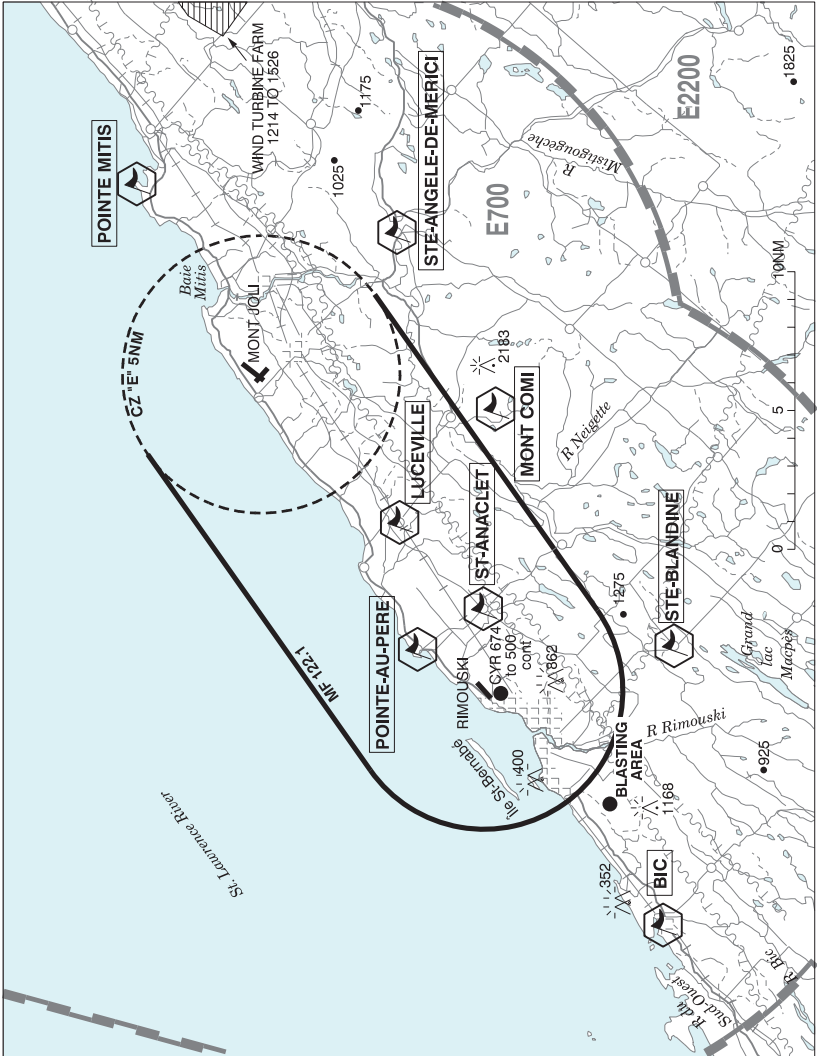 POINTE MITIS
WIND TURBINE FARM
1214 TO 1526
1175
1025
STE-ANGELE-DE-MERICI
R
Mistigougèche
E2200
1825
E700
CZ "E" 5NM
Baie
Mitis
MONT JOLI
2183
MONT COMI
R Neigette
10NM
5
0
LUCEVILLE
ST-ANACLET
MF 122.1
POINTE-AU-PERE
RIMOUSKI
CYR 674
to 500
cont
862
1275
STE-BLANDINE
Grand
lac
Macpès
Île St-Bernabé
400
R Rimouski
BLASTING
AREA
925
1168
St. Lawrence River
352
BIC
R Bic
R du
Sud-Ouest